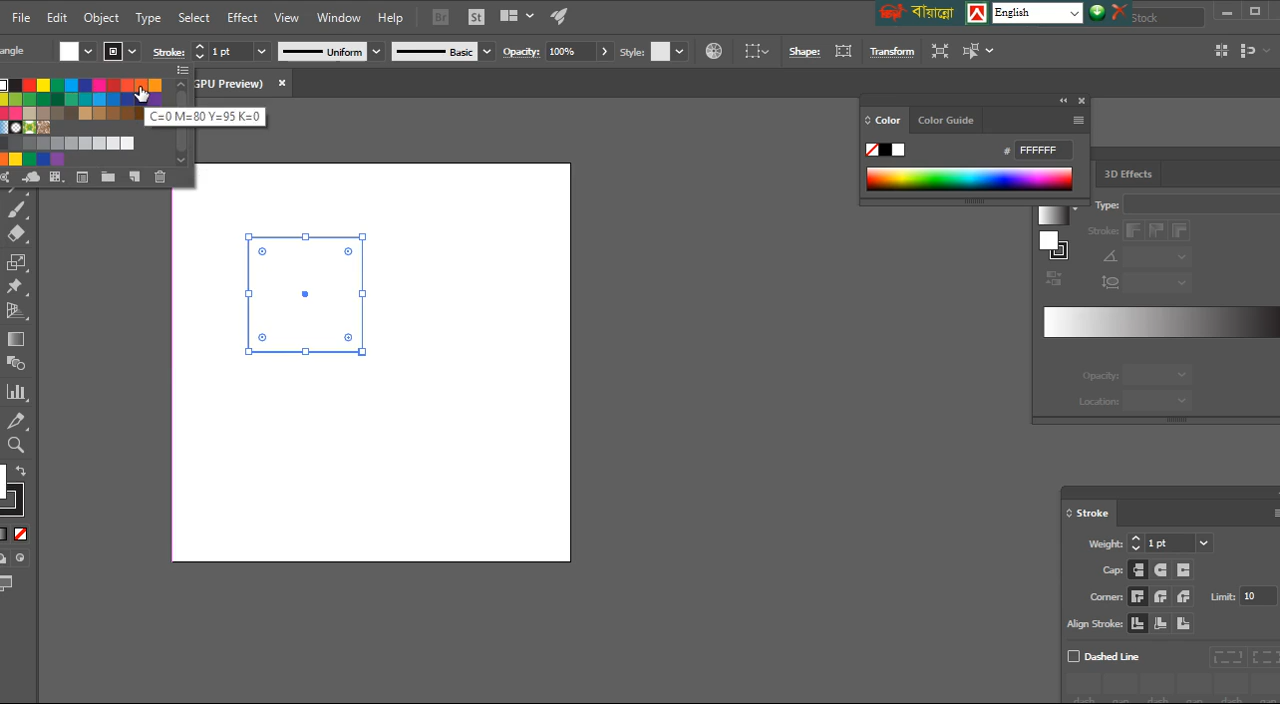 File Edit Object Type Select Effect View Window Help Br St বায়ান্নো English Stock
angle Stroke: 1 pt Uniform Basic Opacity: 100% Style: Shape: Transform
GPU Preview)
C=0 M=80 Y=95 K=0
Color Color Guide
# FFFFFF
3D Effects
Type:
Stroke:
Opacity:
Location:
Stroke
Weight: 1 pt
Cap:
Corner: Limit: 10
Align Stroke:
Dashed Line